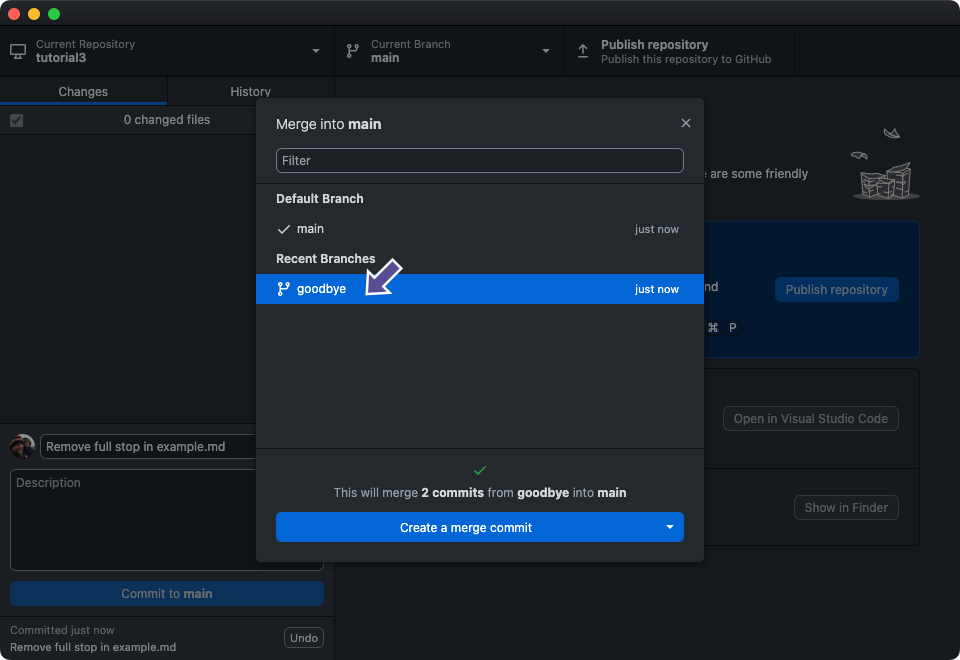 Current Repository
tutorial3
Current Branch
main
Publish repository
Publish this repository to GitHub
Changes
History
0 changed files
Merge into main
Filter
Default Branch
main
just now
Recent Branches
goodbye
just now
This will merge 2 commits from goodbye into main
Create a merge commit
are some friendly
Publish repository
⌘ P
Open in Visual Studio Code
Show in Finder
Remove full stop in example.md
Description
Commit to main
Committed just now
Remove full stop in example.md
Undo